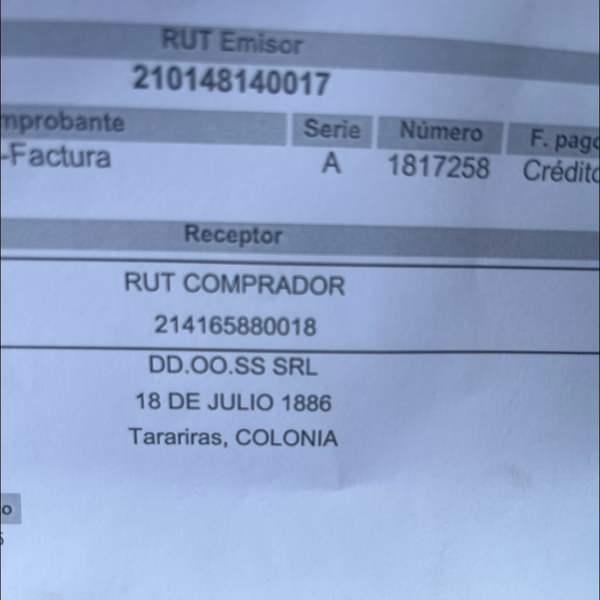 RUT Emisor
210148140017
mprobante Serie Número F. pago
-Factura A 1817258 Crédito
Receptor
RUT COMPRADOR
214165880018
DD.OO.SS SRL
18 DE JULIO 1886
Tarariras, COLONIA
o